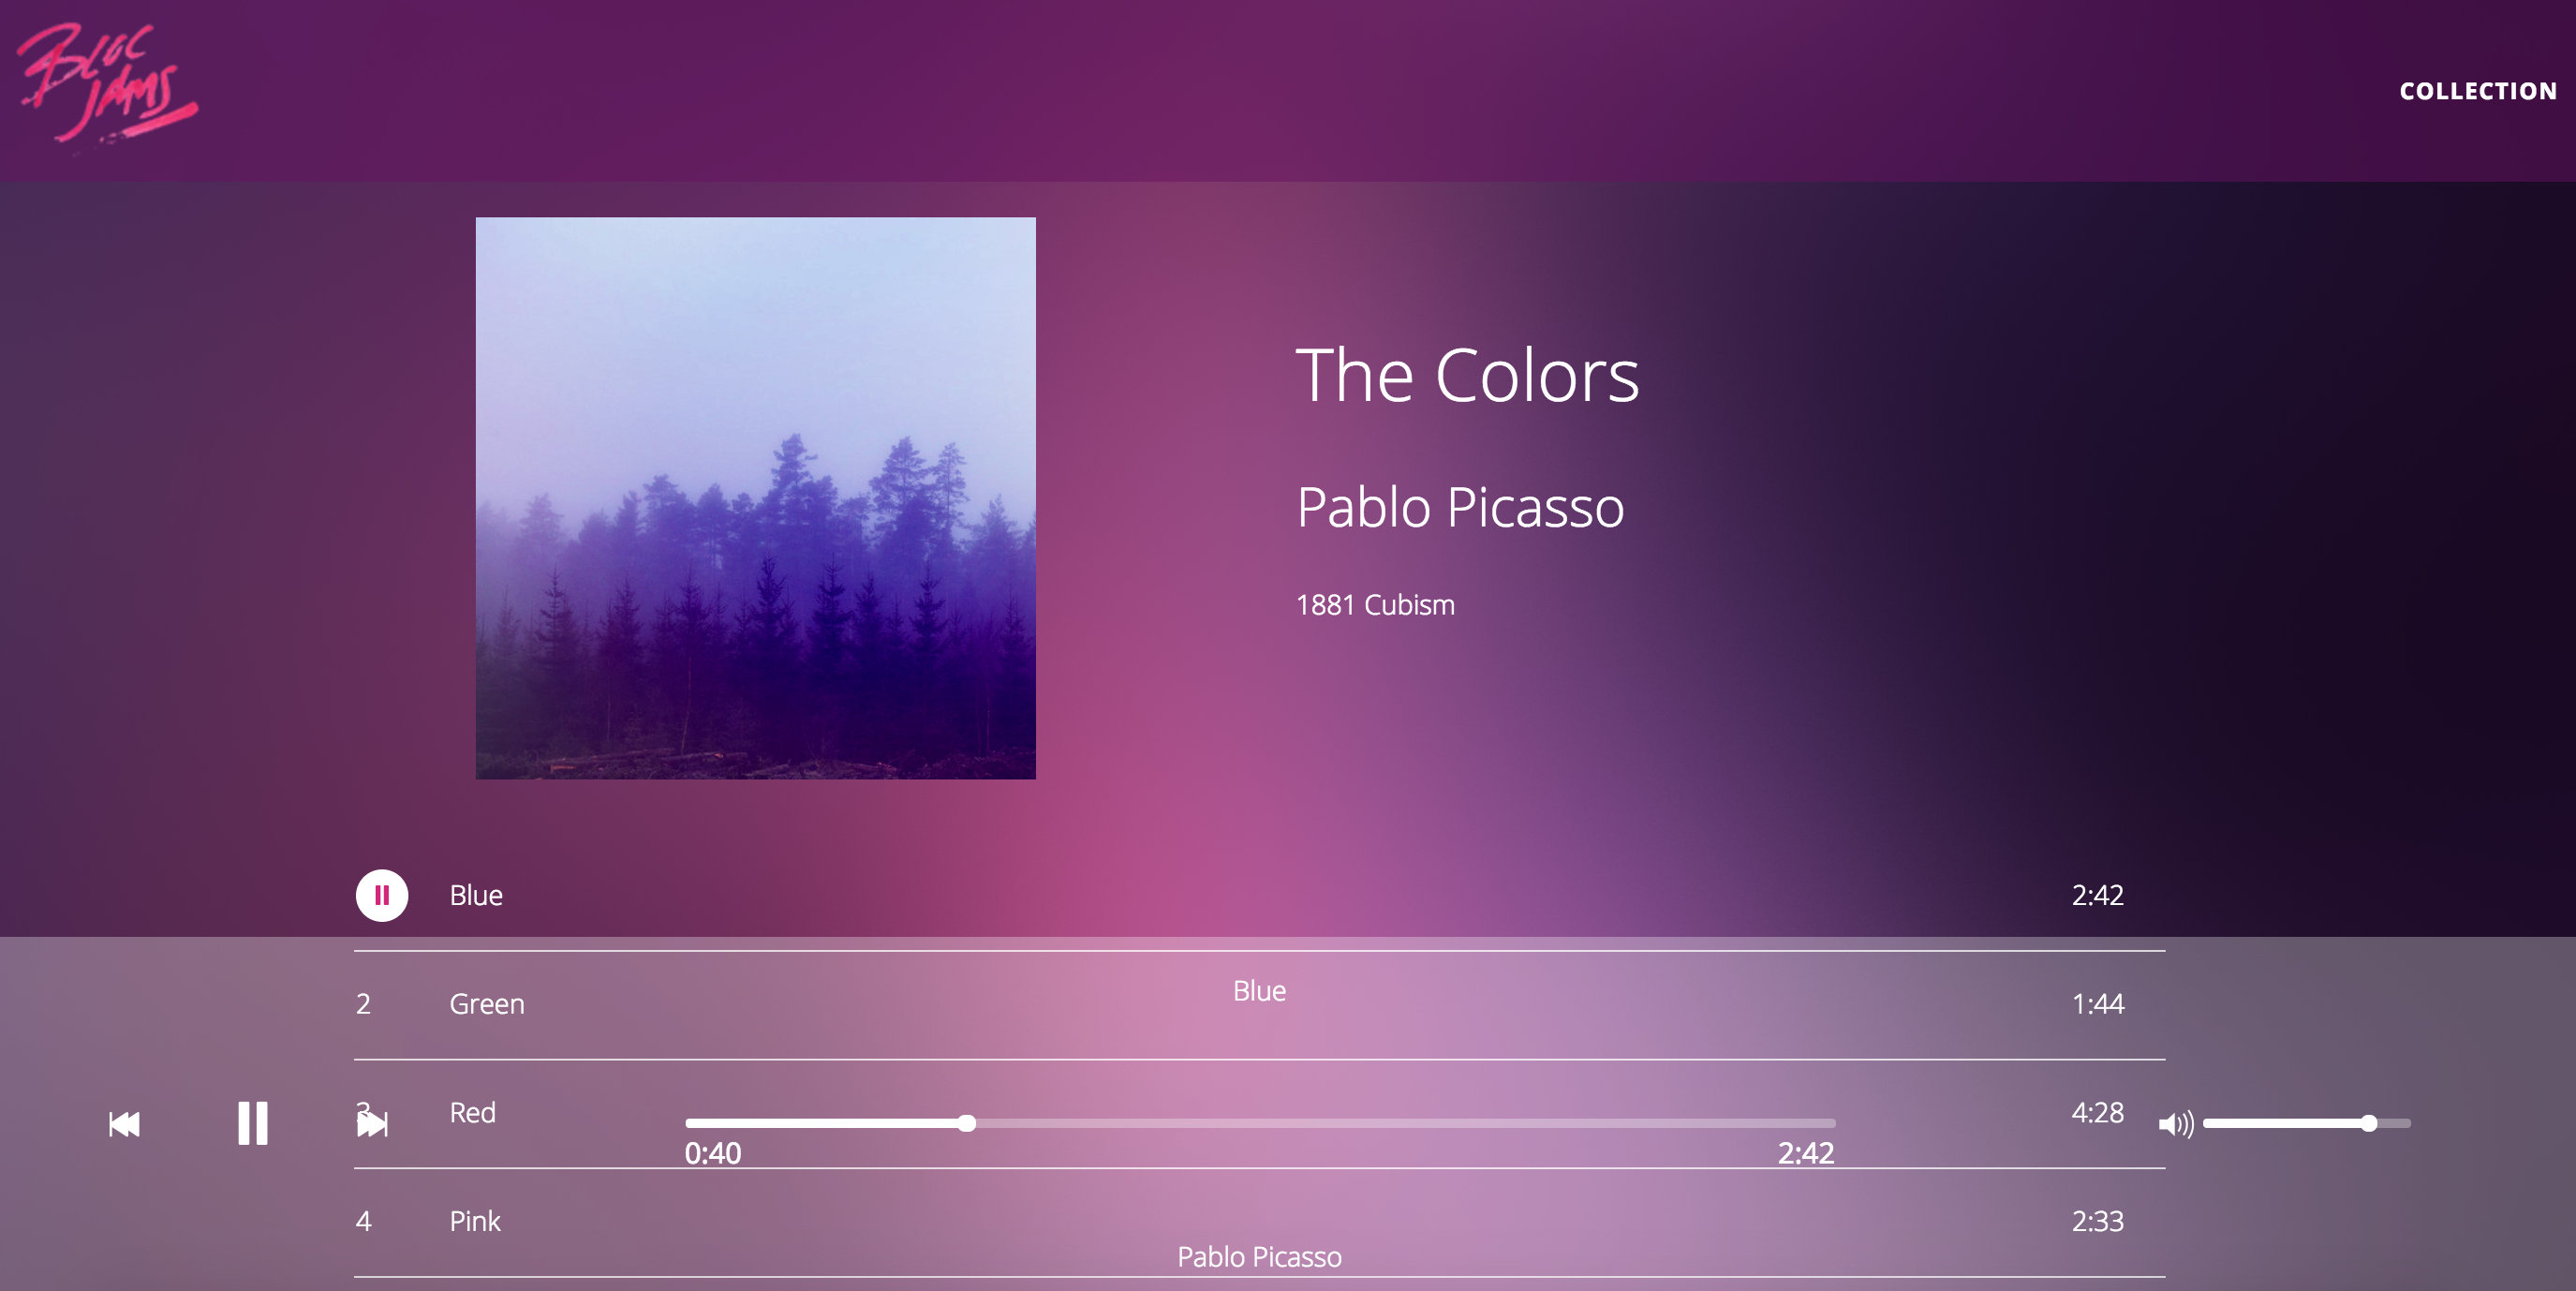 BLOC
JAMS
COLLECTION
The Colors
Pablo Picasso
1881 Cubism
Blue 2:42
Blue
2 Green 1:44
3 Red 4:28
0:40 2:42
4 Pink 2:33
Pablo Picasso